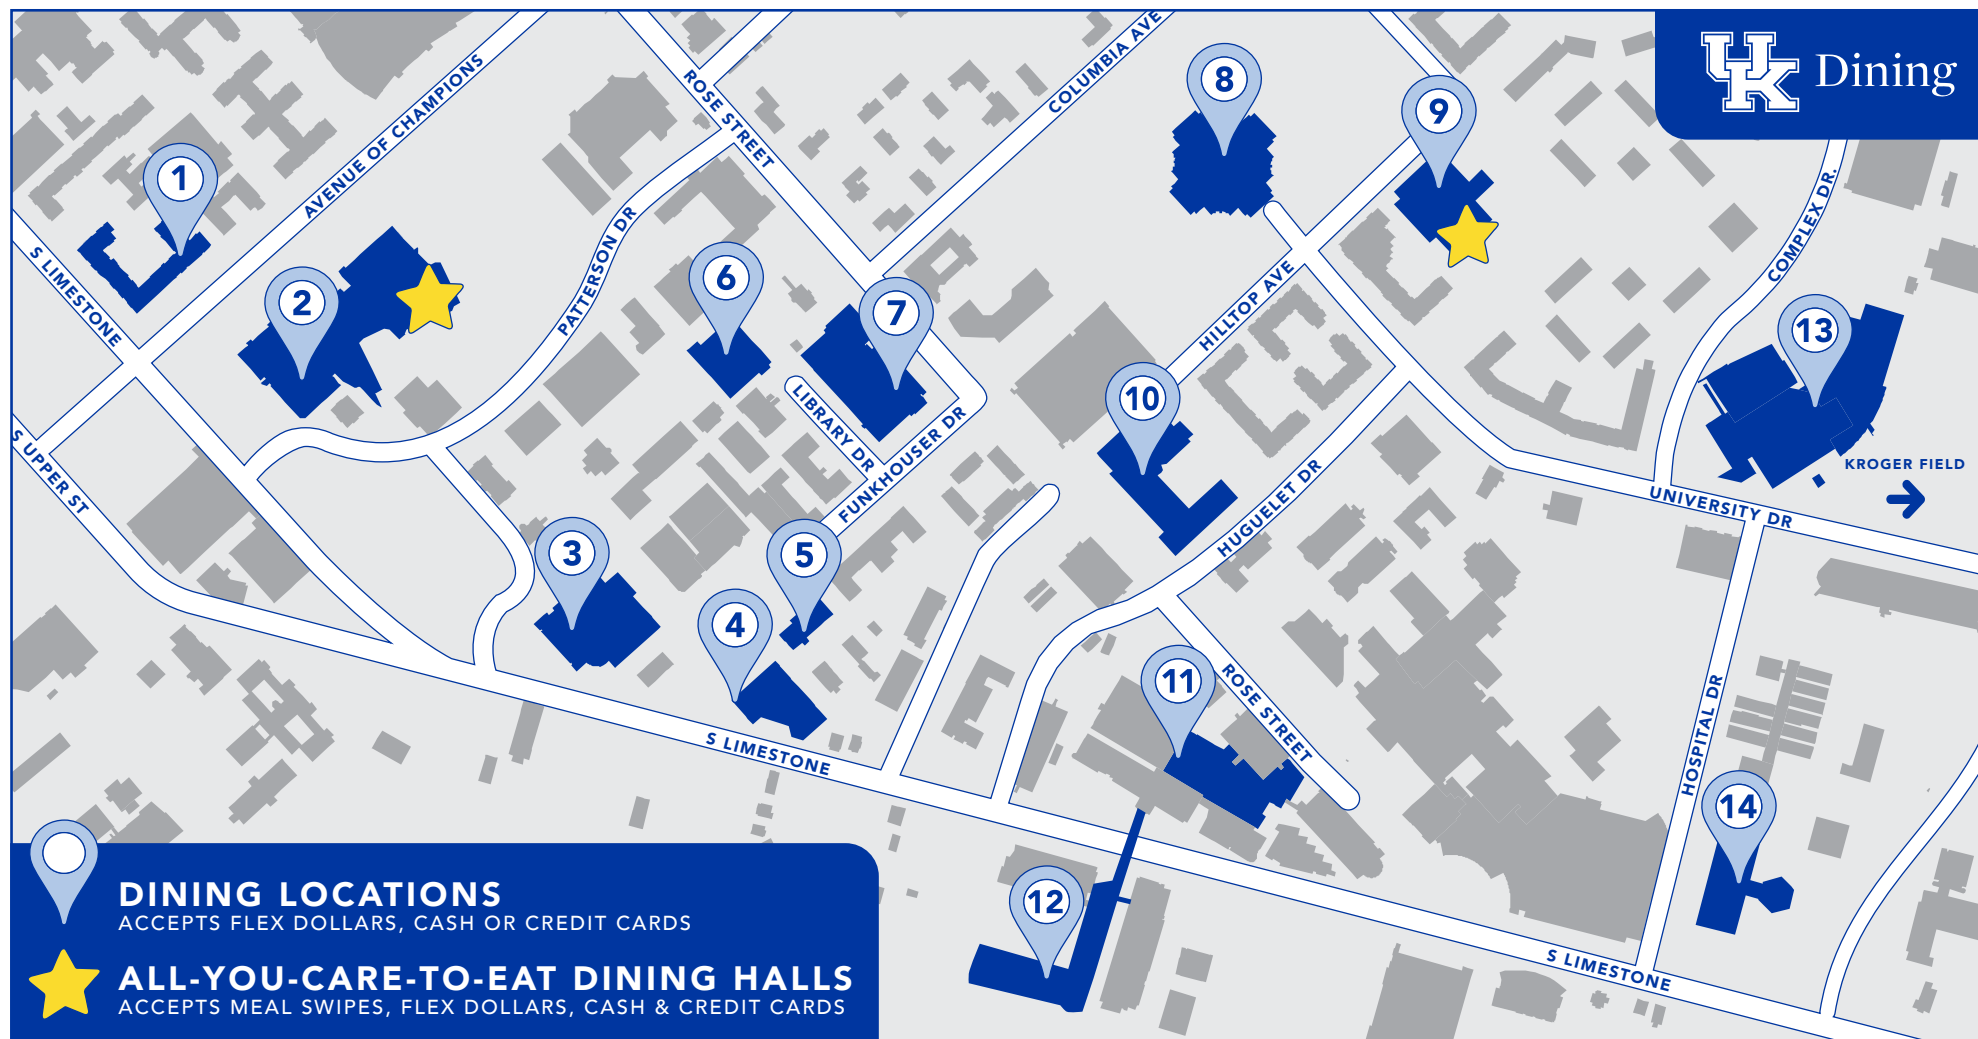 UK Dining
AVENUE OF CHAMPIONS
ROSE STREET
COLUMBIA AVE
8
9
1
S LIMESTONE
2
PATTERSON DR
6
7
HILLTOP AVE
COMPLEX DR.
13
KROGER FIELD
S UPPER ST
LIBRARY DR
FUNKHOUSER DR
10
HUGUELET DR
UNIVERSITY DR
3
5
4
11
ROSE STREET
HOSPITAL DR
S LIMESTONE
14
12
S LIMESTONE
DINING LOCATIONS
ACCEPTS FLEX DOLLARS, CASH OR CREDIT CARDS
ALL-YOU-CARE-TO-EAT DINING HALLS
ACCEPTS MEAL SWIPES, FLEX DOLLARS, CASH & CREDIT CARDS